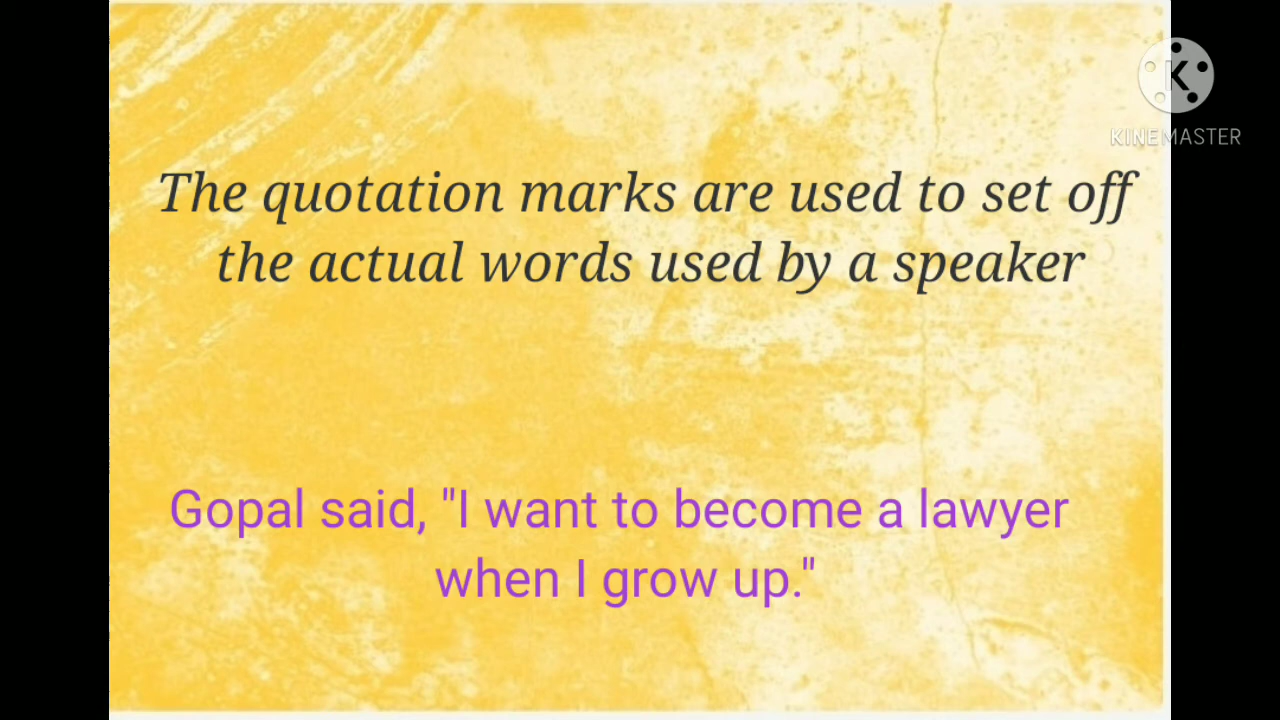 KINEMASTER
The quotation marks are used to set off
the actual words used by a speaker
Gopal said, "I want to become a lawyer
when I grow up."